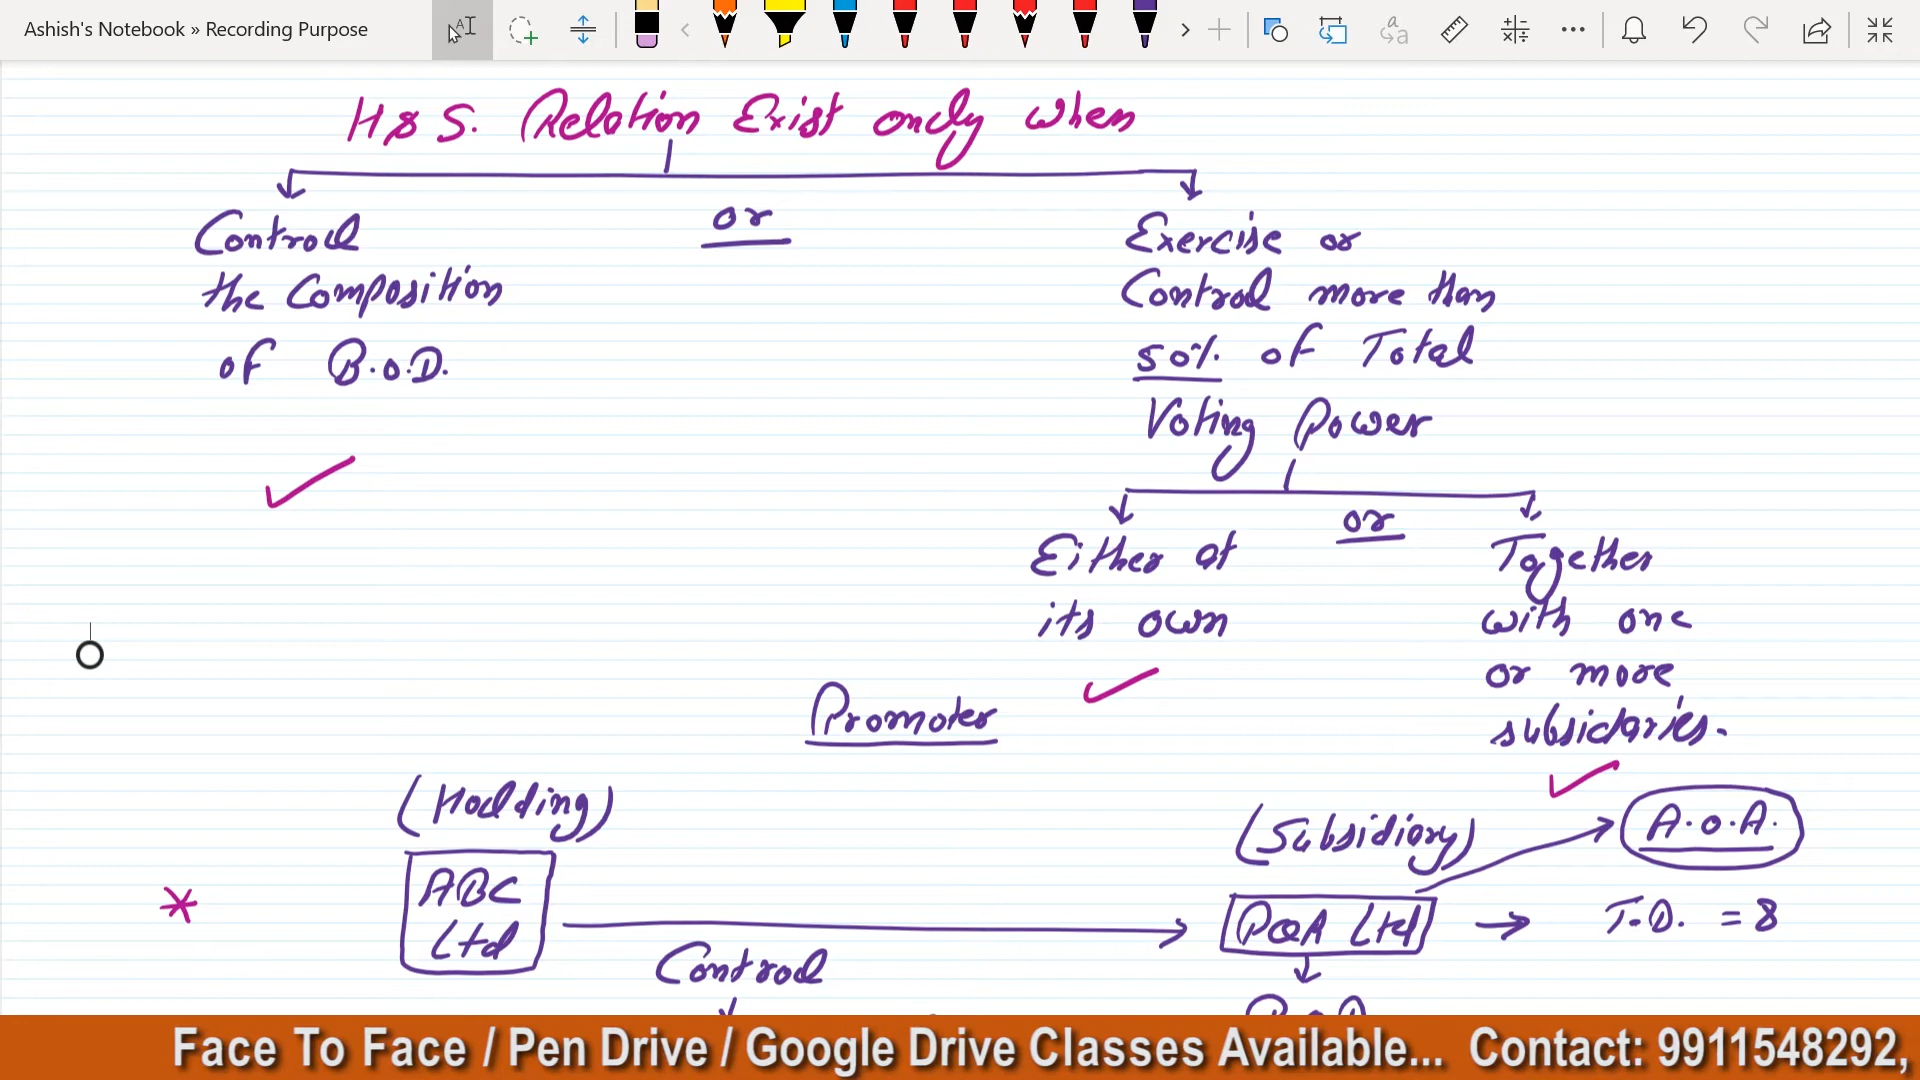 Ashish's Notebook » Recording Purpose
H & S. Relation Exist only when
Control
the Composition
of B.O.D.
or
Exercise or
Control more than
50% of Total
Voting Power
Either at
its own
or
Together
with one
or more
subsidiaries.
Promoter
(Holding)
ABC
Ltd
Control
(Subsidiary)
PQR Ltd
A.O.A.
T.D. = 8
Face To Face / Pen Drive / Google Drive Classes Available... Contact: 9911548292,